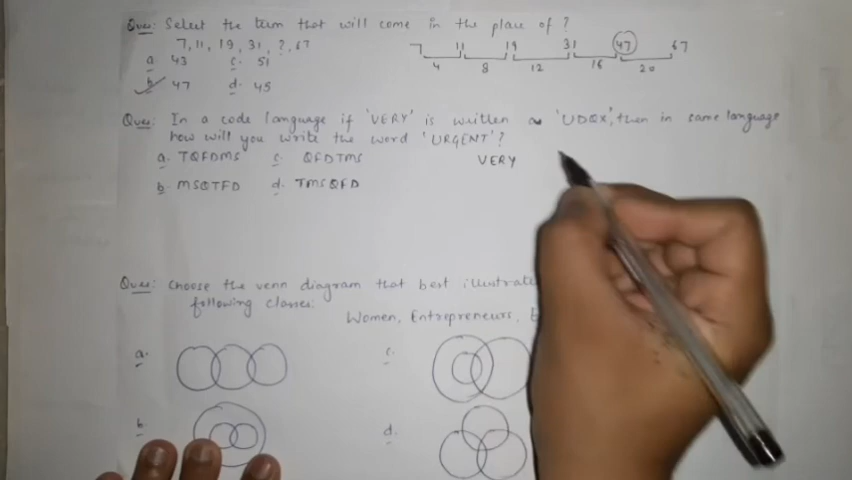 Ques: Select the term that will come in the place of ?
7, 11, 19, 31, ?, 67
7 11 19 31 47 67
4 8 12 16 20
a 43 c. 51
b 47 d. 45
Ques: In a code language if 'VERY' is written as 'UDQX', then in same language
how will you write the word 'URGENT'?
a. TQFDMS c. QFDTMS
VERY
b. MSQTFD d. TMSQFD
Ques: Choose the venn diagram that best illustrate
following classes:
Women, Entrepreneurs,
a. c.
b d.